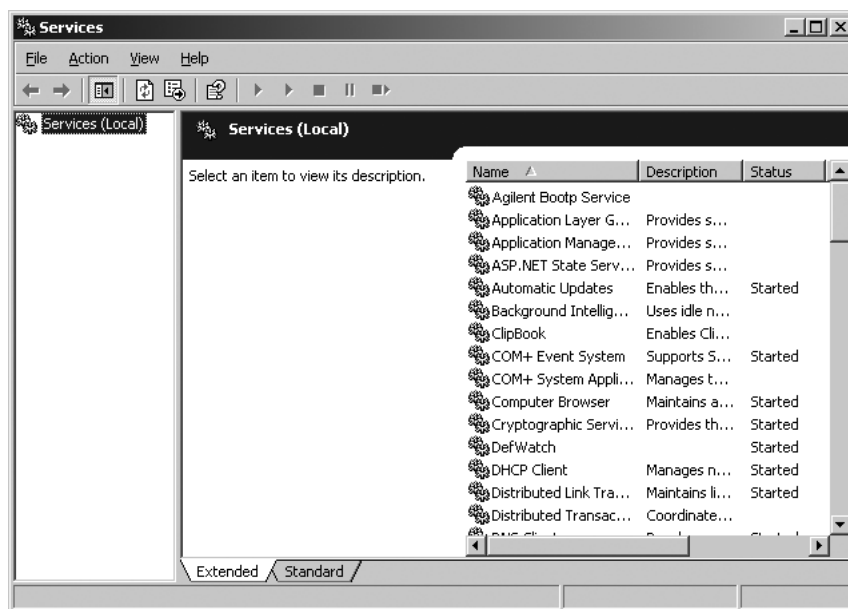 Services
File Action View Help
Services (Local)
Services (Local)
Select an item to view its description.
Name Description Status
Agilent Bootp Service
Application Layer G... Provides s...
Application Manage... Provides s...
ASP.NET State Serv... Provides s...
Automatic Updates Enables th... Started
Background Intellig... Uses idle n...
ClipBook Enables Cli...
COM+ Event System Supports S... Started
COM+ System Appli... Manages t...
Computer Browser Maintains a... Started
Cryptographic Servi... Provides th... Started
DefWatch Started
DHCP Client Manages n... Started
Distributed Link Tra... Maintains li... Started
Distributed Transac... Coordinate...
Extended Standard